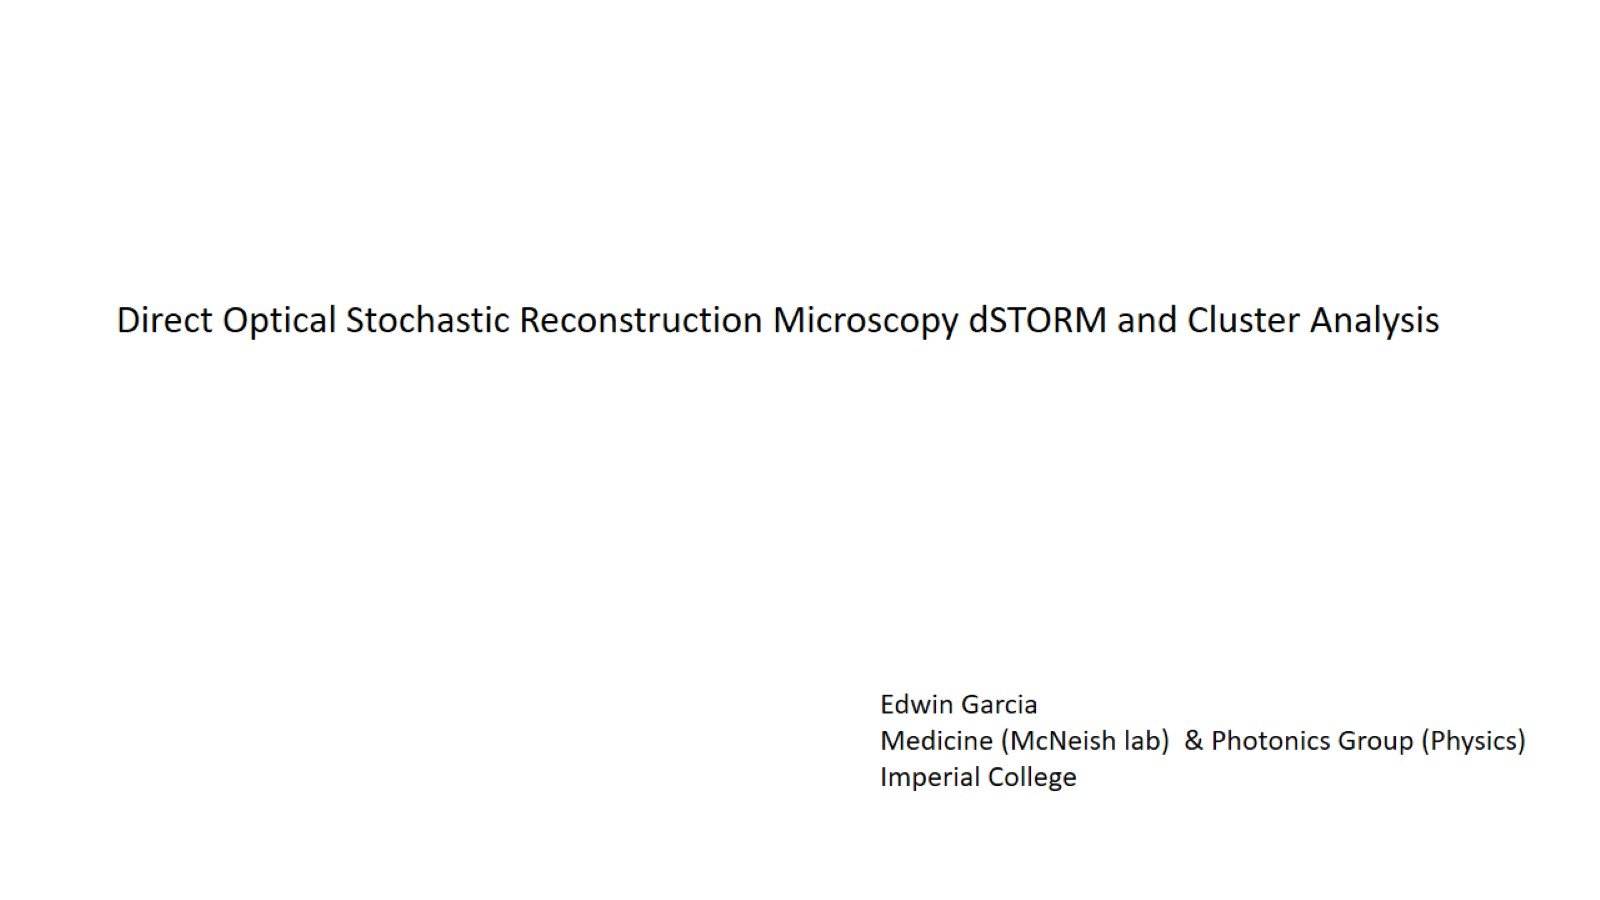 Direct Optical Stochastic Reconstruction Microscopy dSTORM and Cluster Analysis
Edwin Garcia
Medicine (McNeish lab)  & Photonics Group (Physics)
Imperial College